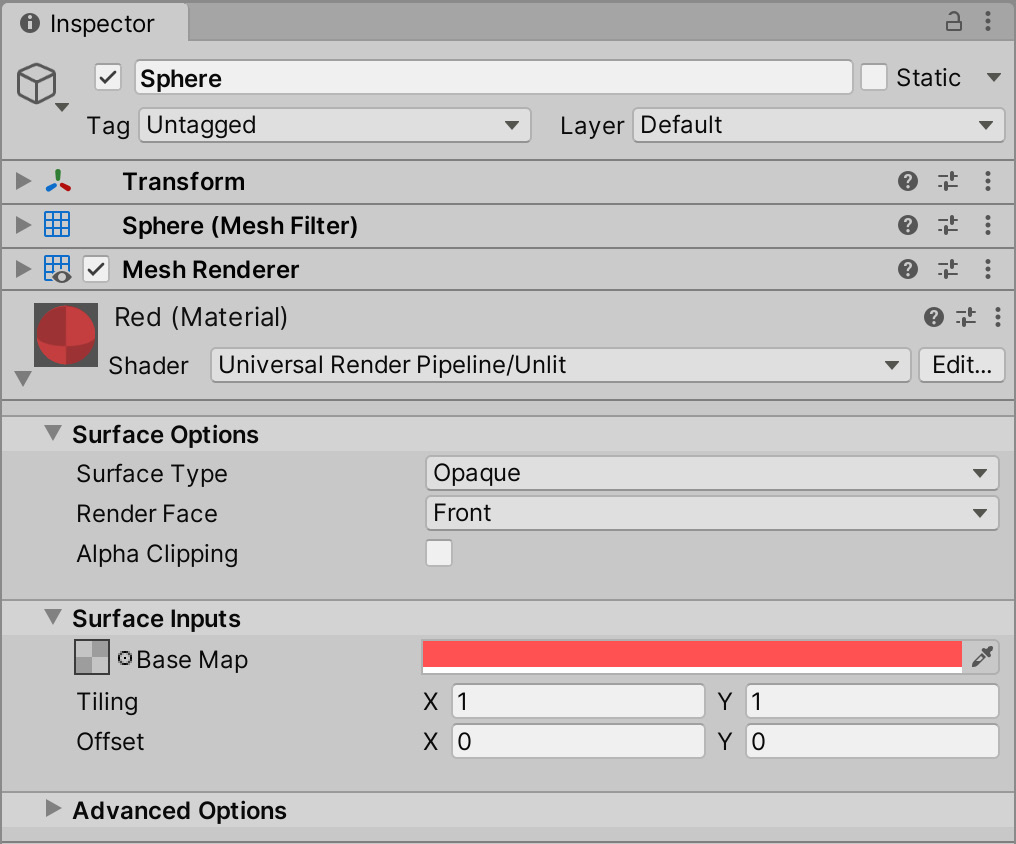 Inspector
Sphere Static
Tag Untagged Layer Default
Transform
Sphere (Mesh Filter)
Mesh Renderer
Red (Material)
Shader Universal Render Pipeline/Unlit Edit...
Surface Options
Surface Type Opaque
Render Face Front
Alpha Clipping
Surface Inputs
Base Map
Tiling X 1 Y 1
Offset X 0 Y 0
Advanced Options